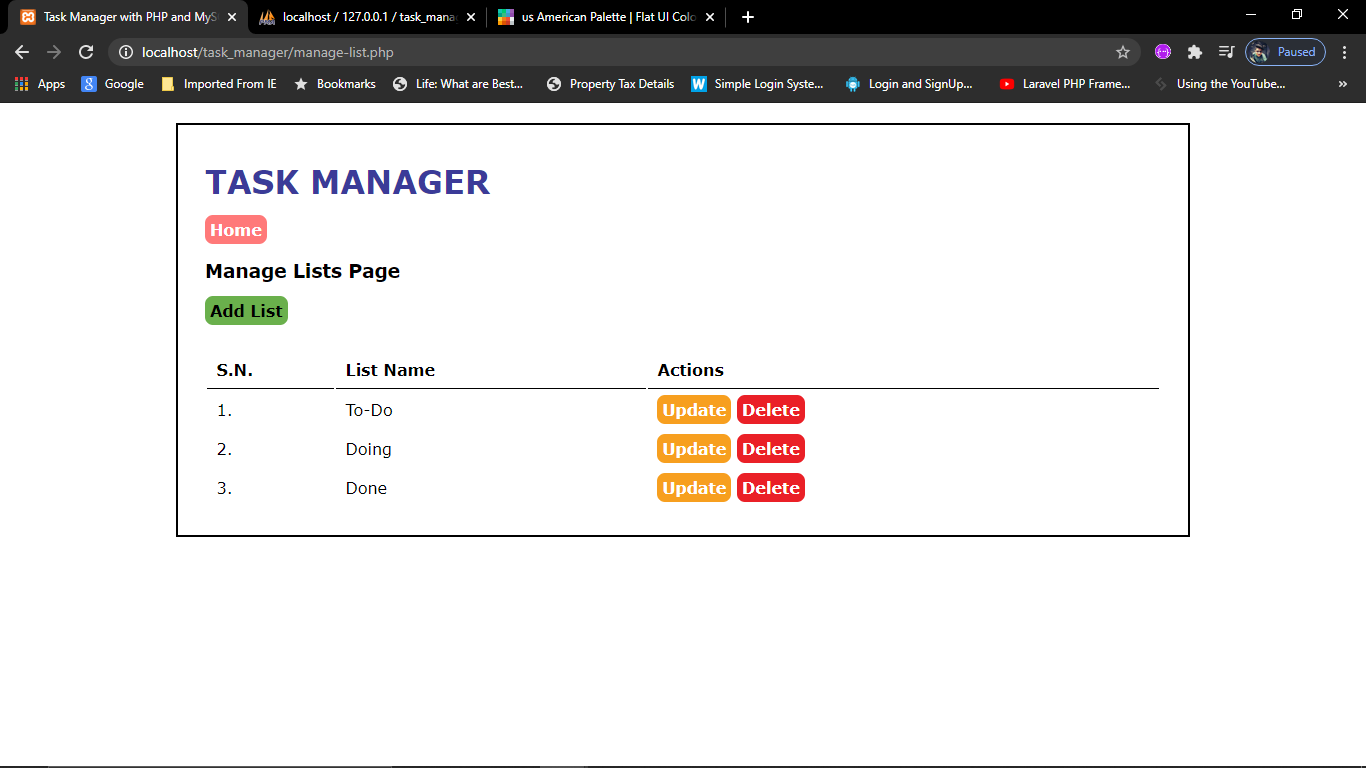 Task Manager with PHP and MyS
localhost / 127.0.0.1 / task_mana
us American Palette | Flat UI Colo
localhost/task_manager/manage-list.php
Paused
Apps Google Imported From IE Bookmarks Life: What are Best... Property Tax Details Simple Login Syste... Login and SignUp... Laravel PHP Frame... Using the YouTube... »
TASK MANAGER
Home
Manage Lists Page
Add List
S.N. List Name Actions
1. To-Do Update Delete
2. Doing Update Delete
3. Done Update Delete